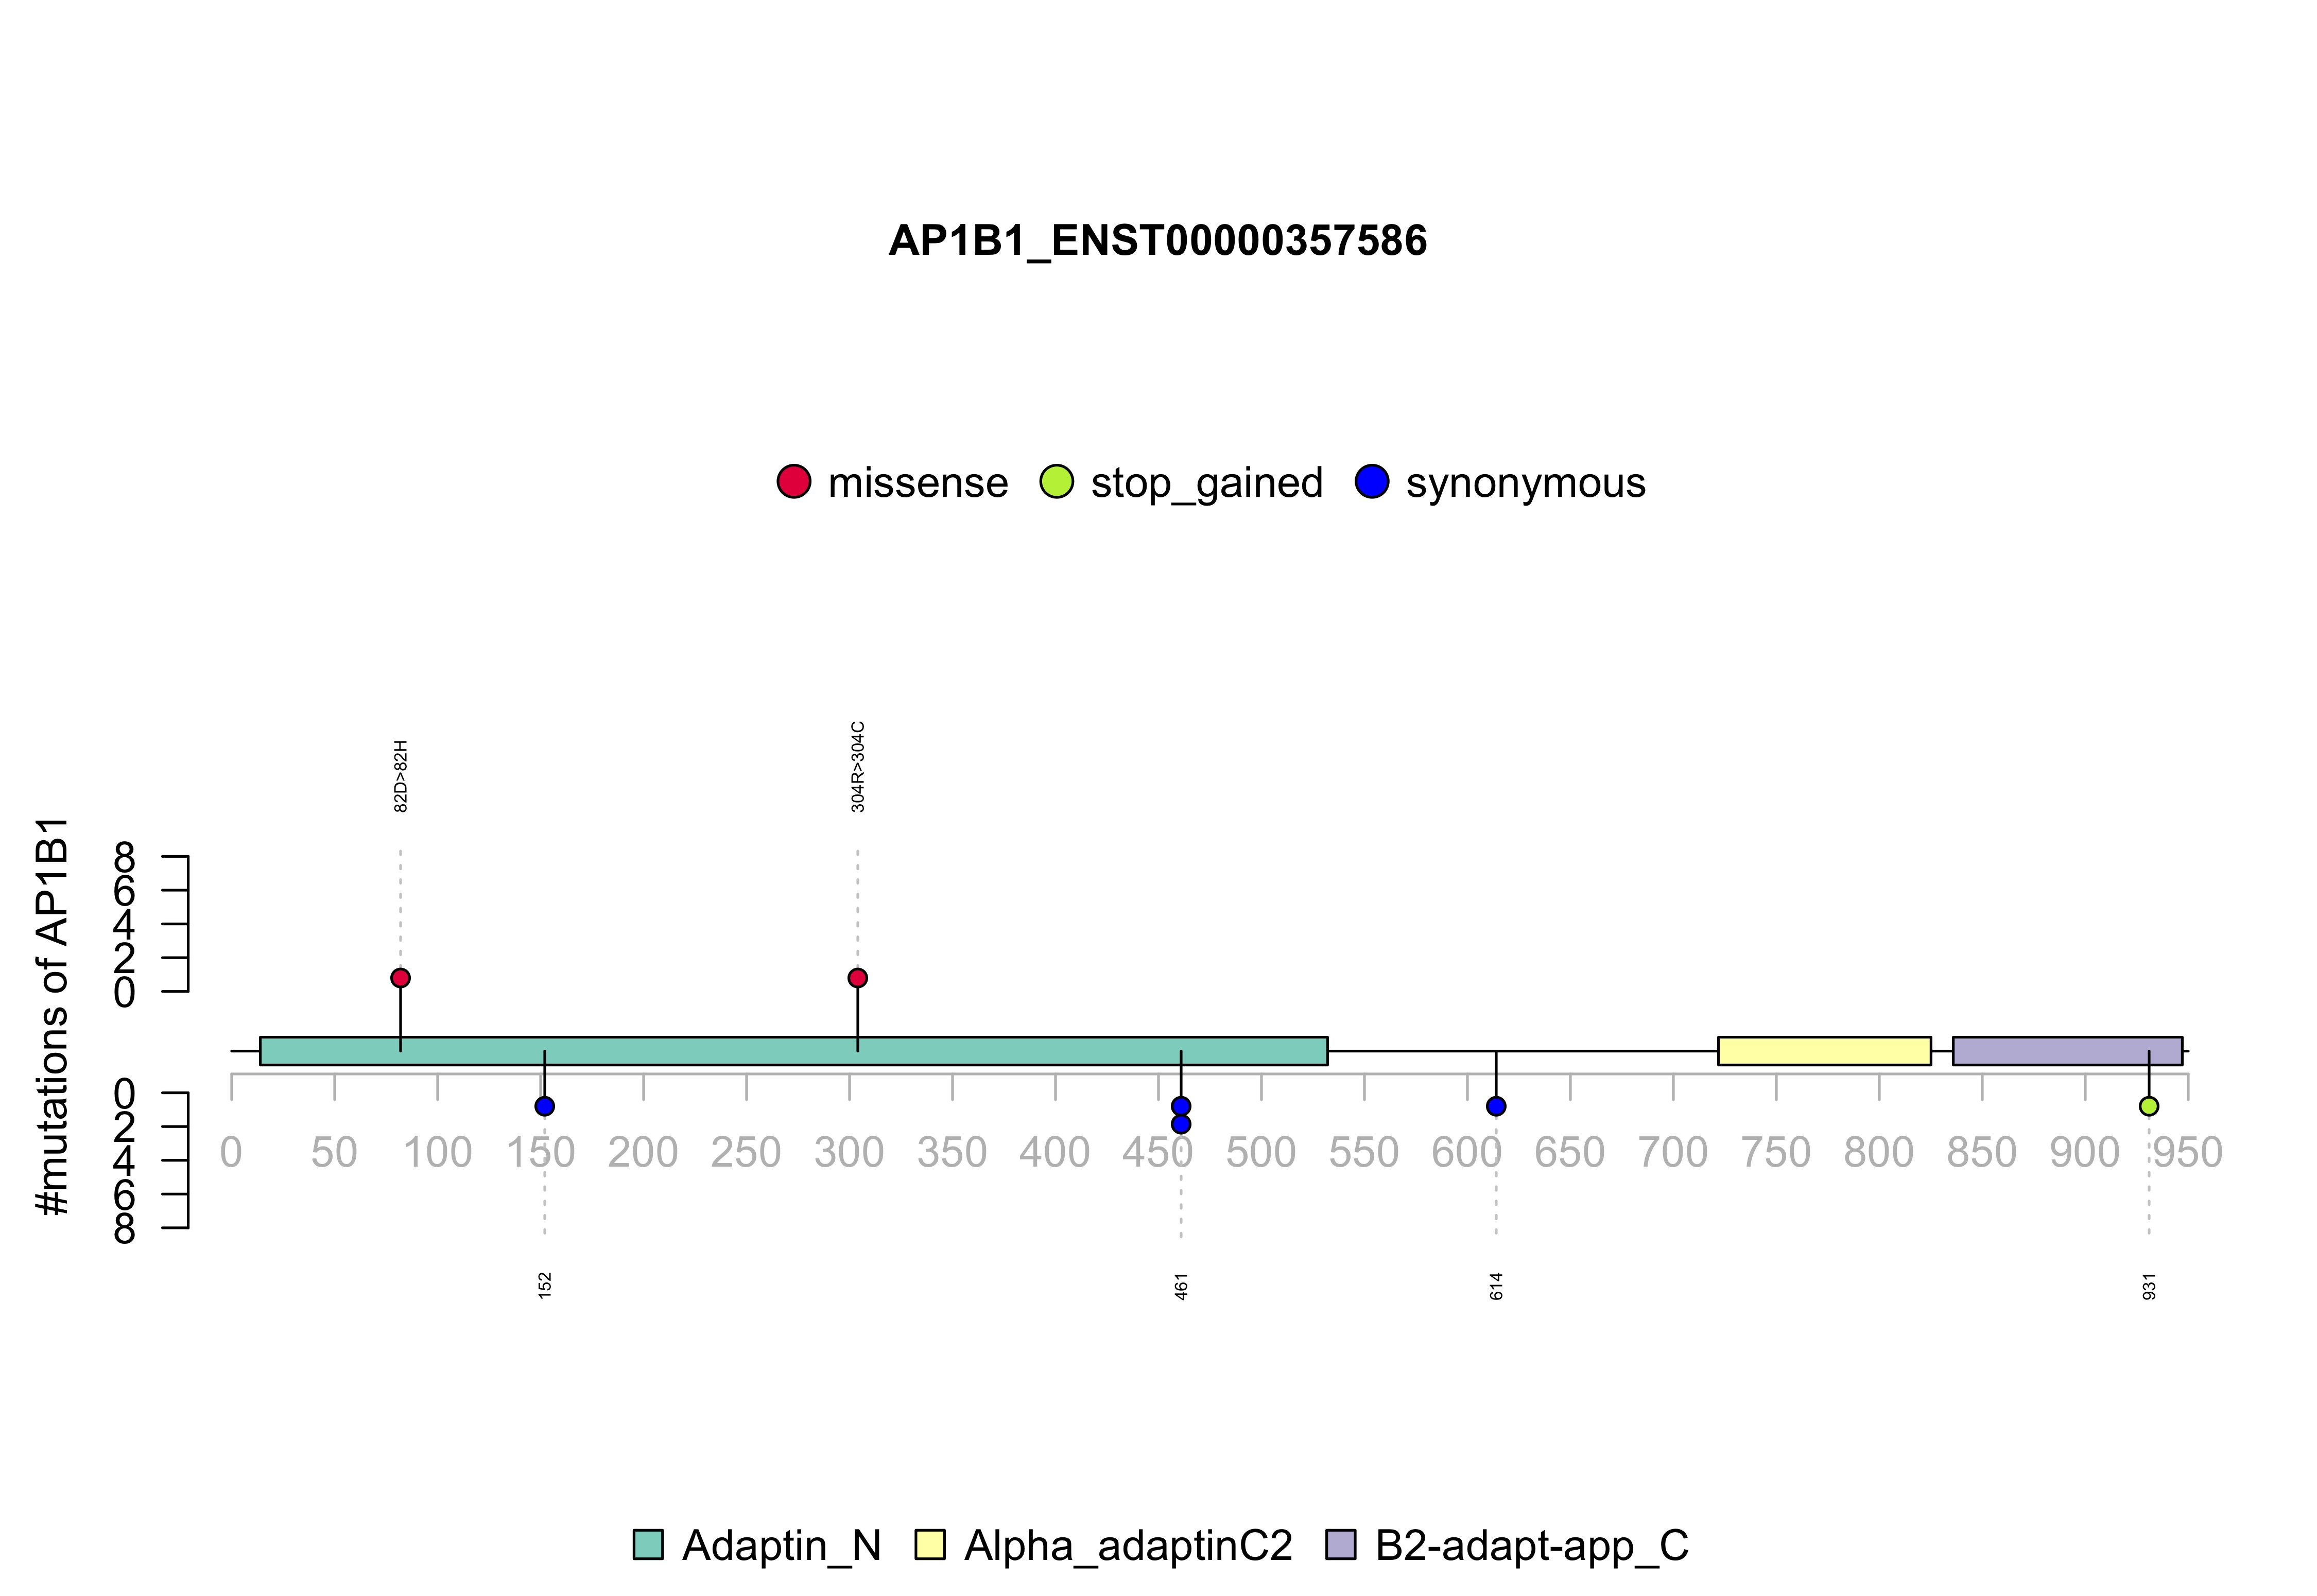 AP1B1_ENST00000357586
missense stop_gained synonymous
82D>82H 304R>304C
#mutations of AP1B1
8
6
4
2
0
0
2
4
6
8
0 50 100 150 200 250 300 350 400 450 500 550 600 650 700 750 800 850 900 950
152 461 614 931
Adaptin_N Alpha_adaptinC2 B2-adapt-app_C